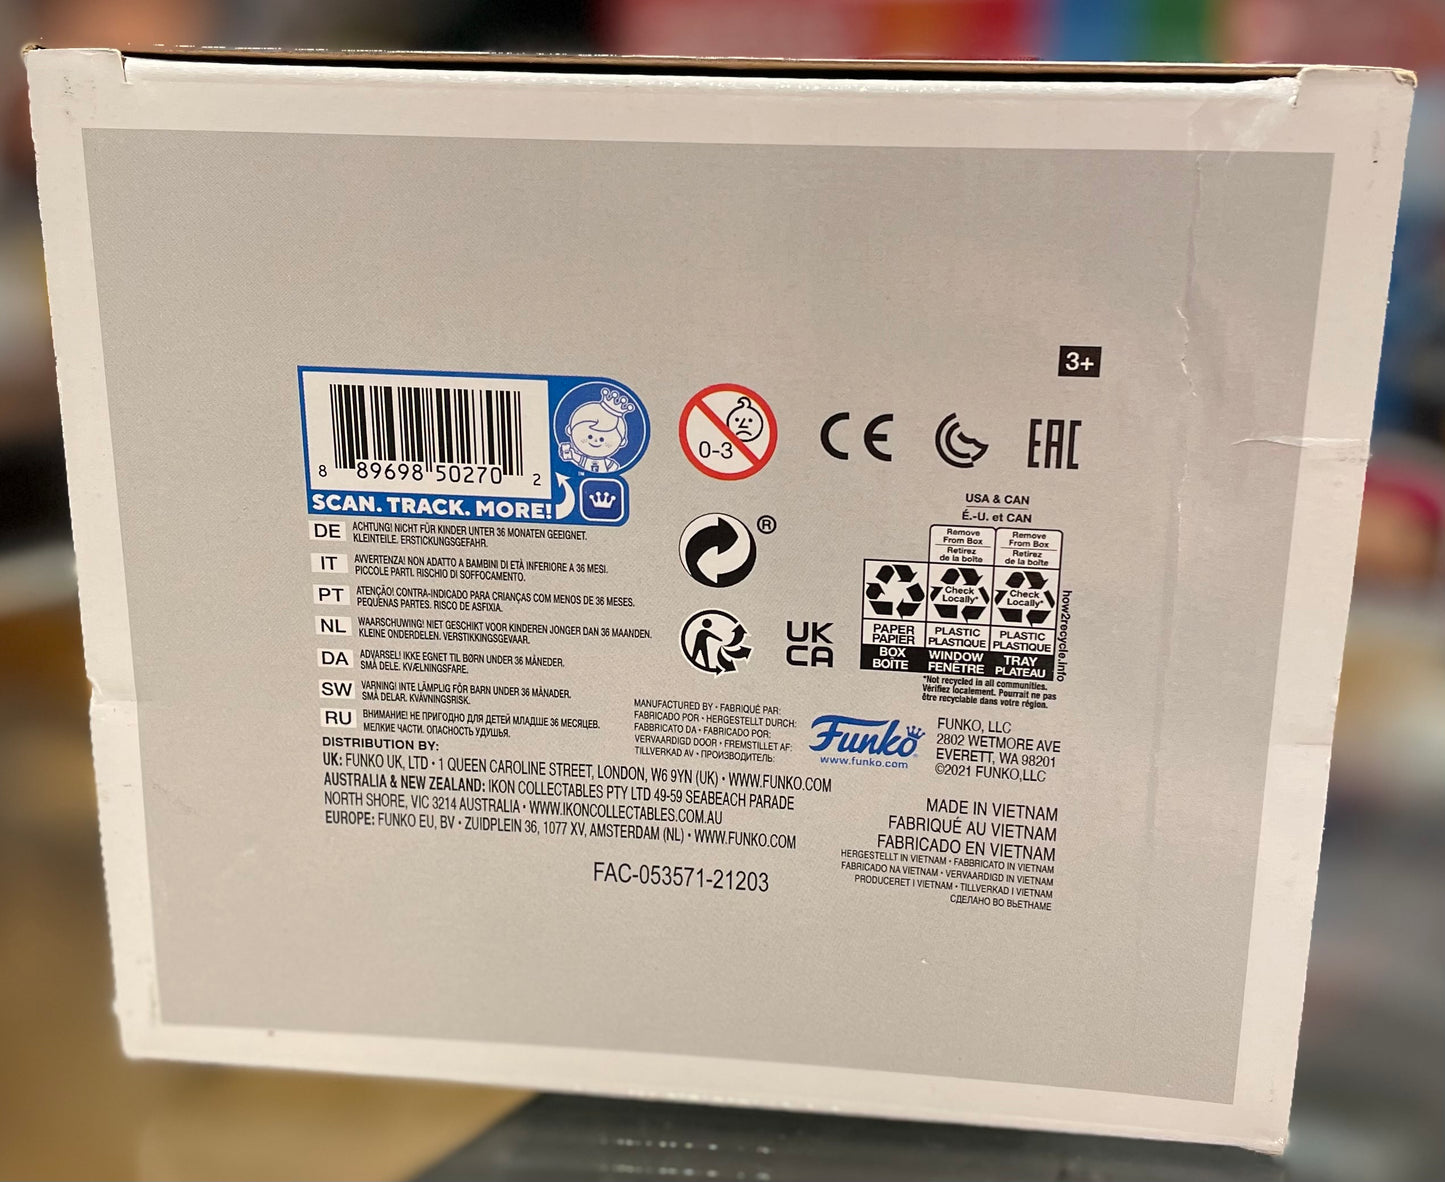 3+
8 89698 50270 2
SCAN. TRACK. MORE!
™
0-3
CE
EAC
®
UK
CA
USA & CAN
É.-U. et CAN
Remove
From Box
Retirez
de la boîte
Remove
From Box
Retirez
de la boîte
Check
Locally*
Check
Locally*
PAPER
PAPIER
BOX
BOÎTE
PLASTIC
PLASTIQUE
WINDOW
FENÊTRE
PLASTIC
PLASTIQUE
TRAY
PLATEAU
how2recycle.info
*Not recycled in all communities.
Vérifiez localement. Pourrait ne pas
être recyclable dans votre région.
DE ACHTUNG! NICHT FÜR KINDER UNTER 36 MONATEN GEEIGNET.
KLEINTEILE. ERSTICKUNGSGEFAHR.
IT AVVERTENZA! NON ADATTO A BAMBINI DI ETÀ INFERIORE A 36 MESI.
PICCOLE PARTI. RISCHIO DI SOFFOCAMENTO.
PT ATENÇÃO! CONTRA-INDICADO PARA CRIANÇAS COM MENOS DE 36 MESES.
PEQUENAS PARTES. RISCO DE ASFIXIA.
NL WAARSCHUWING! NIET GESCHIKT VOOR KINDEREN JONGER DAN 36 MAANDEN.
KLEINE ONDERDELEN. VERSTIKKINGSGEVAAR.
DA ADVARSEL! IKKE EGNET TIL BØRN UNDER 36 MÅNEDER.
SMÅ DELE. KVÆLNINGSFARE.
SW VARNING! INTE LÄMPLIG FÖR BARN UNDER 36 MÅNADER.
SMÅ DELAR. KVÄVNINGSRISK.
RU ВНИМАНИЕ! НЕ ПРИГОДНО ДЛЯ ДЕТЕЙ МЛАДШЕ 36 МЕСЯЦЕВ.
МЕЛКИЕ ЧАСТИ. ОПАСНОСТЬ УДУШЬЯ.
MANUFACTURED BY • FABRIQUÉ PAR:
FABRICADO POR • HERGESTELLT DURCH:
FABBRICATO DA • FABRICADO POR:
VERVAARDIGD DOOR • FREMSTILLET AF:
TILLVERKAD AV • ПРОИЗВОДИТЕЛЬ:
Funko
www.funko.com
FUNKO, LLC
2802 WETMORE AVE
EVERETT, WA 98201
©2021 FUNKO,LLC
DISTRIBUTION BY:
UK: FUNKO UK, LTD • 1 QUEEN CAROLINE STREET, LONDON, W6 9YN (UK) • WWW.FUNKO.COM
AUSTRALIA & NEW ZEALAND: IKON COLLECTABLES PTY LTD 49-59 SEABEACH PARADE
NORTH SHORE, VIC 3214 AUSTRALIA • WWW.IKONCOLLECTABLES.COM.AU
EUROPE: FUNKO EU, BV • ZUIDPLEIN 36, 1077 XV, AMSTERDAM (NL) • WWW.FUNKO.COM
FAC-053571-21203
MADE IN VIETNAM
FABRIQUÉ AU VIETNAM
FABRICADO EN VIETNAM
HERGESTELLT IN VIETNAM • FABBRICATO IN VIETNAM
FABRICADO NA VIETNAM • VERVAARDIGD IN VIETNAM
PRODUCERET I VIETNAM • TILLVERKAD I VIETNAM
СДЕЛАНО ВО ВЬЕТНАМЕ